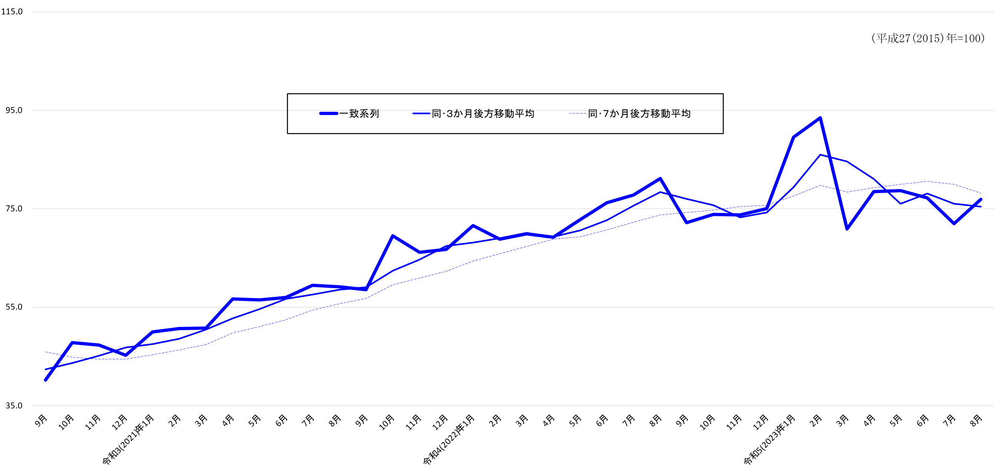 115.0
(平成27(2015)年=100)
95.0
一致系列 同･3か月後方移動平均 同･7か月後方移動平均
75.0
55.0
35.0
9月 10月 11月 12月 令和3(2021)年1月 2月 3月 4月 5月 6月 7月 8月 9月 10月 11月 12月 令和4(2022)年1月 2月 3月 4月 5月 6月 7月 8月 9月 10月 11月 12月 令和5(2023)年1月 2月 3月 4月 5月 6月 7月 8月